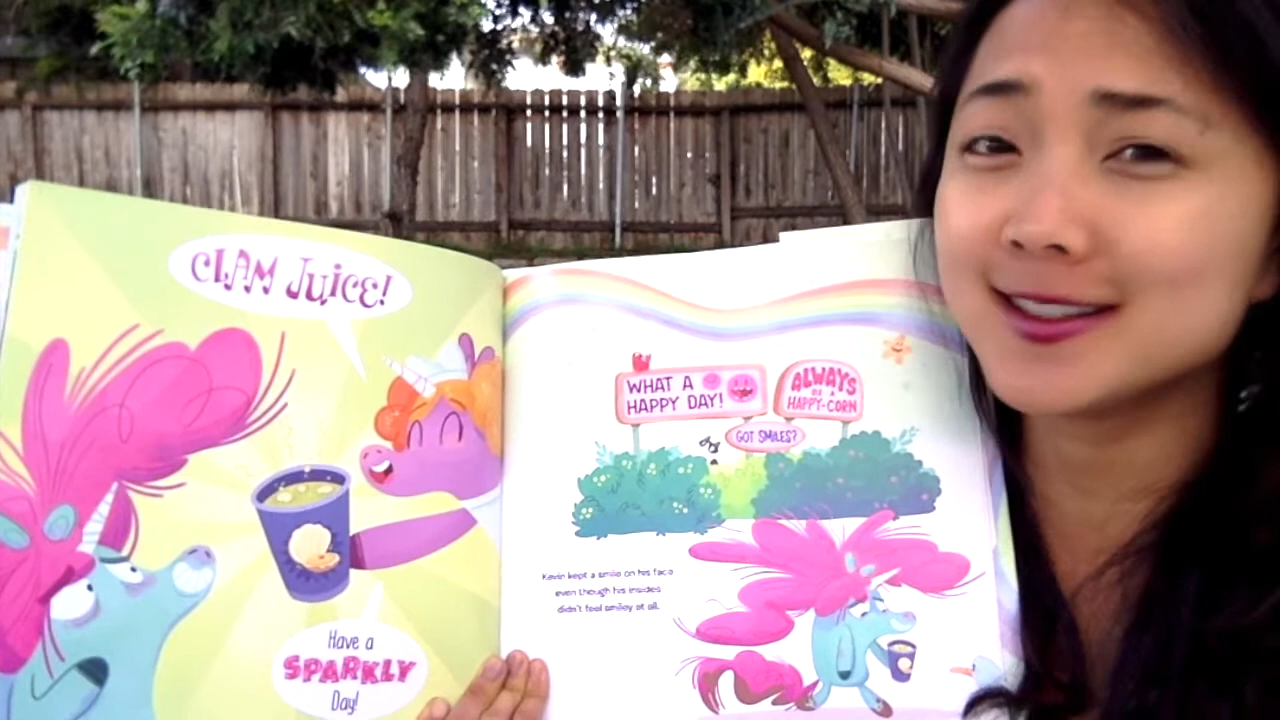 CLAM JUICE!
Have a
SPARKLY
Day!
WHAT A
HAPPY DAY!
ALWAYS
BE A
HAPPY-CORN
GOT SMILES?
Kevin kept a smile on his face
even though his insides
didn't feel smiley at all.